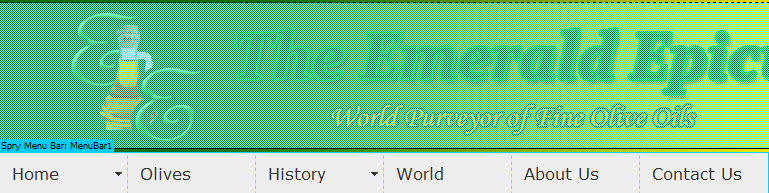 The Emerald Epicu
World Purveyor of Fine Olive Oils
Spry Menu Bar: MenuBar1
Home Olives History World About Us Contact Us